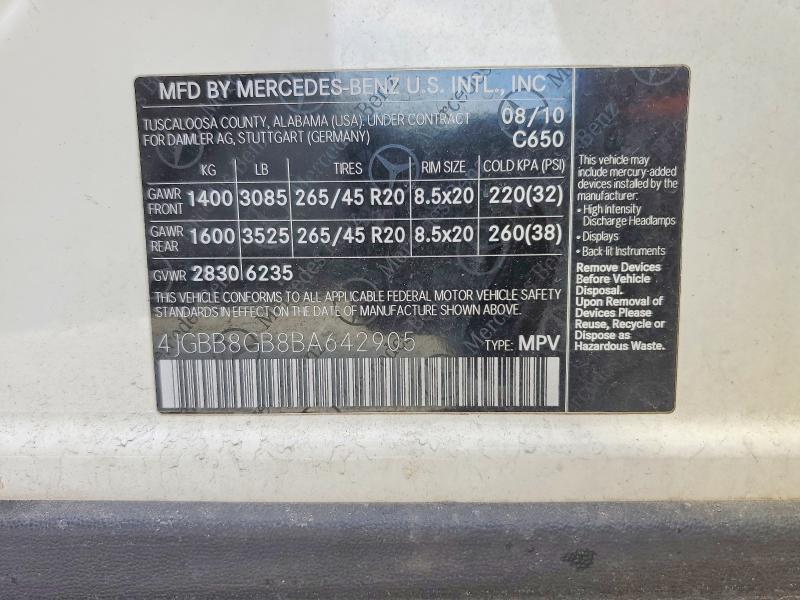 MFD BY MERCEDES-BENZ U.S. INTL., INC
TUSCALOOSA COUNTY, ALABAMA (USA). UNDER CONTRACT 08/10
FOR DAIMLER AG, STUTTGART (GERMANY) C650
KG LB TIRES RIM SIZE COLD KPA (PSI)
GAWR FRONT 1400 3085 265/45 R20 8.5x20 220(32)
GAWR REAR 1600 3525 265/45 R20 8.5x20 260(38)
GVWR 2830 6235
THIS VEHICLE CONFORMS TO ALL APPLICABLE FEDERAL MOTOR VEHICLE SAFETY
STANDARDS IN EFFECT ON THE DATE OF MANUFACTURE SHOWN ABOVE.
4JGBB8GB8BA642905 TYPE: MPV
This vehicle may
include mercury-added
devices installed by the
manufacturer:
• High Intensity
Discharge Headlamps
• Displays
• Back-lit Instruments
Remove Devices
Before Vehicle
Disposal.
Upon Removal of
Devices Please
Reuse, Recycle or
Dispose as
Hazardous Waste.